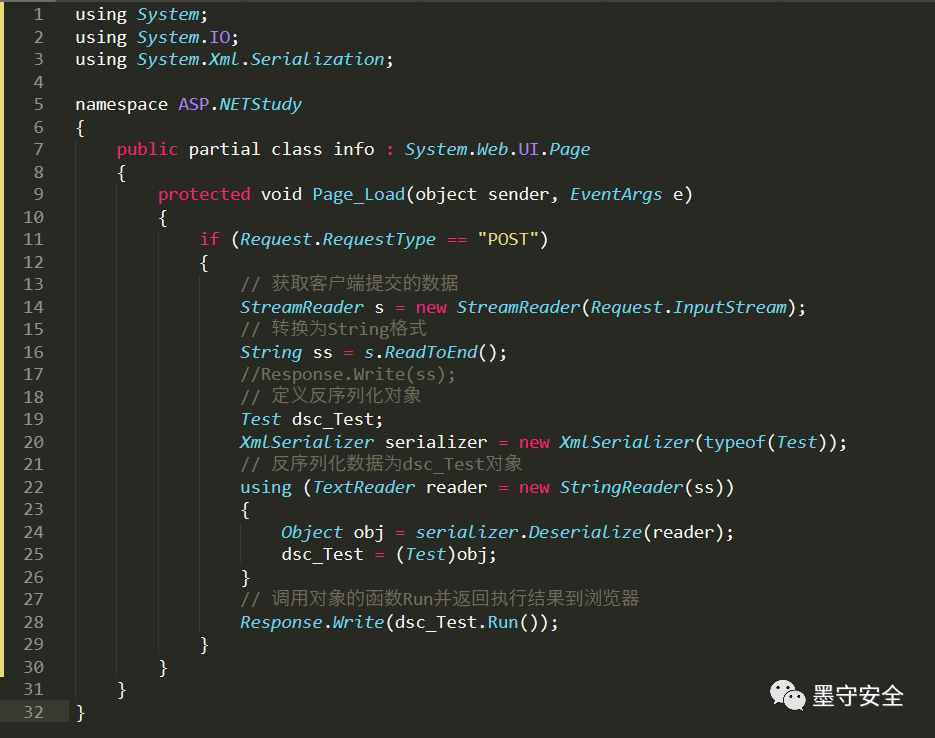 1 using System;
2 using System.IO;
3 using System.Xml.Serialization;
4
5 namespace ASP.NETStudy
6 {
7     public partial class info : System.Web.UI.Page
8     {
9         protected void Page_Load(object sender, EventArgs e)
10         {
11             if (Request.RequestType == "POST")
12             {
13                 // 获取客户端提交的数据
14                 StreamReader s = new StreamReader(Request.InputStream);
15                 // 转换为String格式
16                 String ss = s.ReadToEnd();
17                 //Response.Write(ss);
18                 // 定义反序列化对象
19                 Test dsc_Test;
20                 XmlSerializer serializer = new XmlSerializer(typeof(Test));
21                 // 反序列化数据为dsc_Test对象
22                 using (TextReader reader = new StringReader(ss))
23                 {
24                     Object obj = serializer.Deserialize(reader);
25                     dsc_Test = (Test)obj;
26                 }
27                 // 调用对象的函数Run并返回执行结果到浏览器
28                 Response.Write(dsc_Test.Run());
29             }
30         }
31     }
32 }
墨守安全